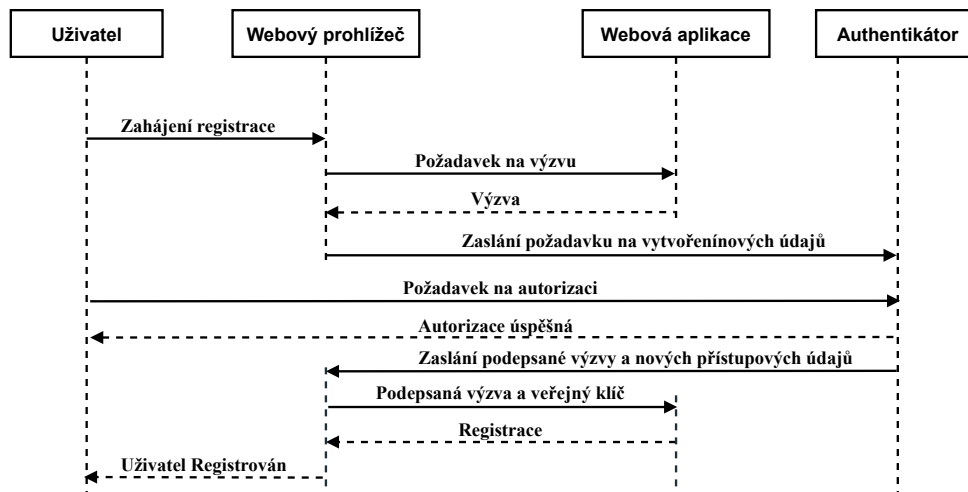 Uživatel
Webový prohlížeč
Webová aplikace
Authentikátor
Zahájení registrace
Požadavek na výzvu
Výzva
Zaslání požadavku na vytvořenínových údajů
Požadavek na autorizaci
Autorizace úspěšná
Zaslání podepsané výzvy a nových přístupových údajů
Podepsaná výzva a veřejný klíč
Registrace
Uživatel Registrován